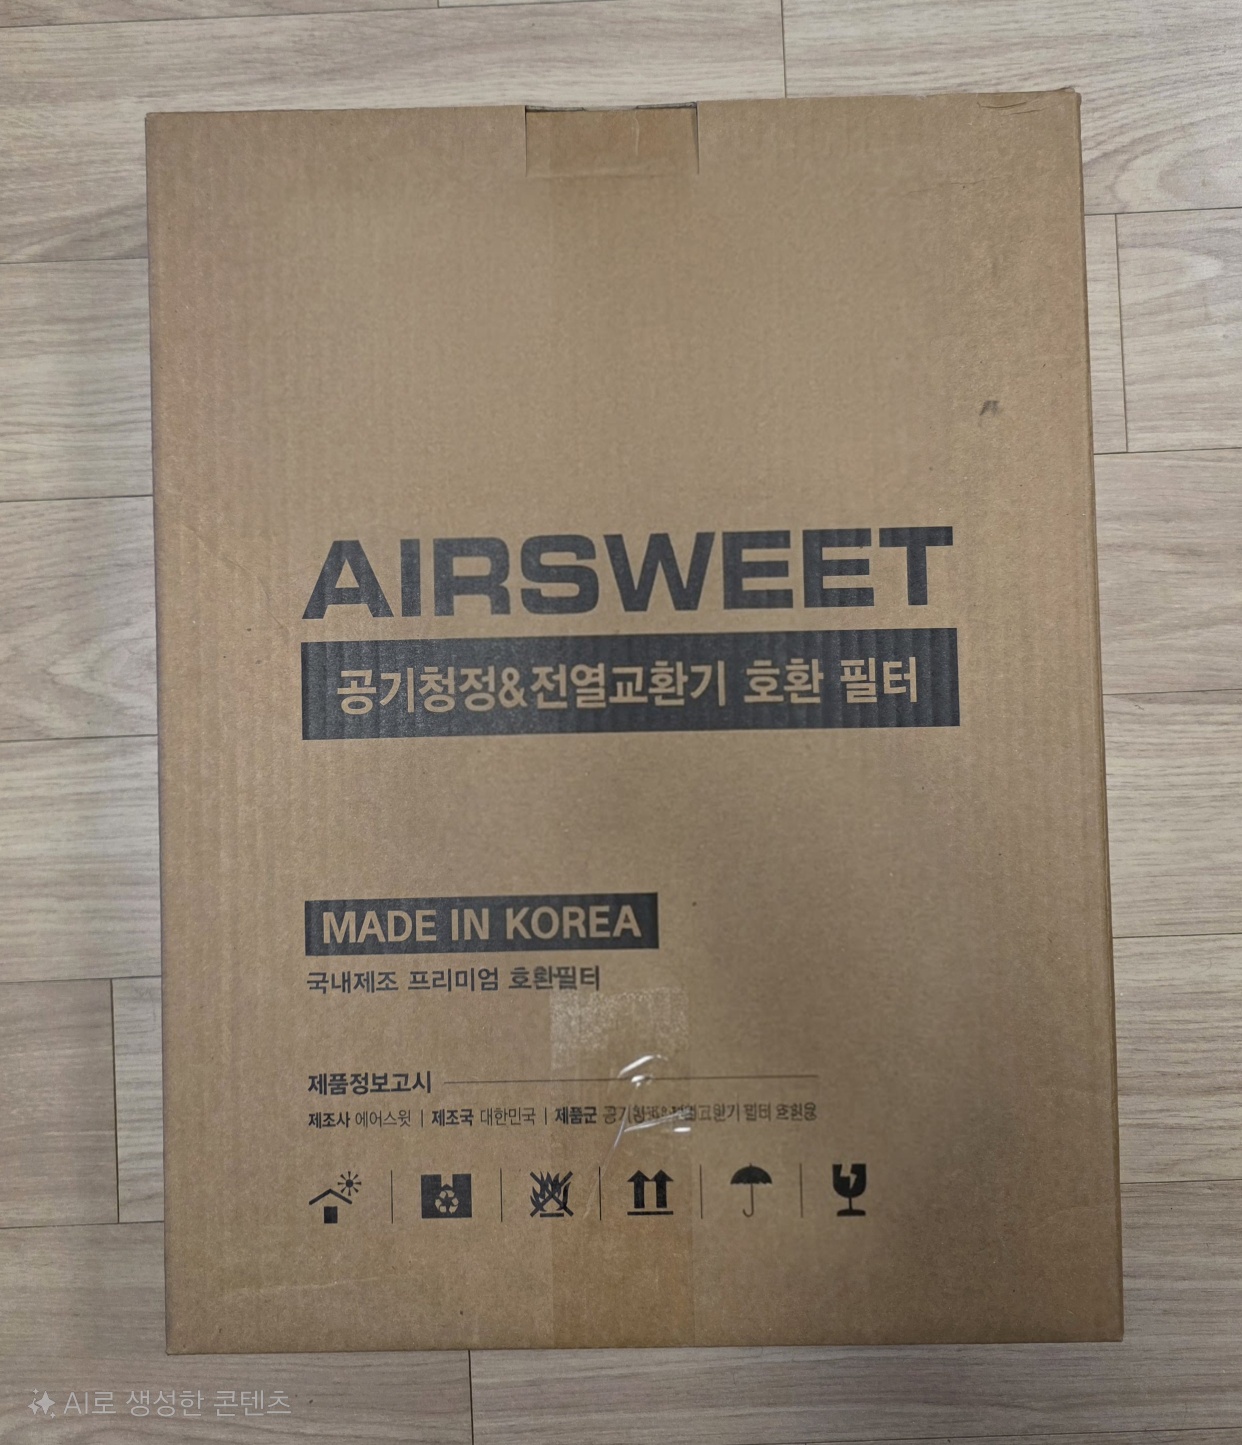 AIRSWEET
공기청정&전열교환기 호환 필터
MADE IN KOREA
국내제조 프리미엄 호환필터
제품정보고시
제조사 에어스윗 | 제조국 대한민국 | 제품군
AI로 생성한 콘텐츠